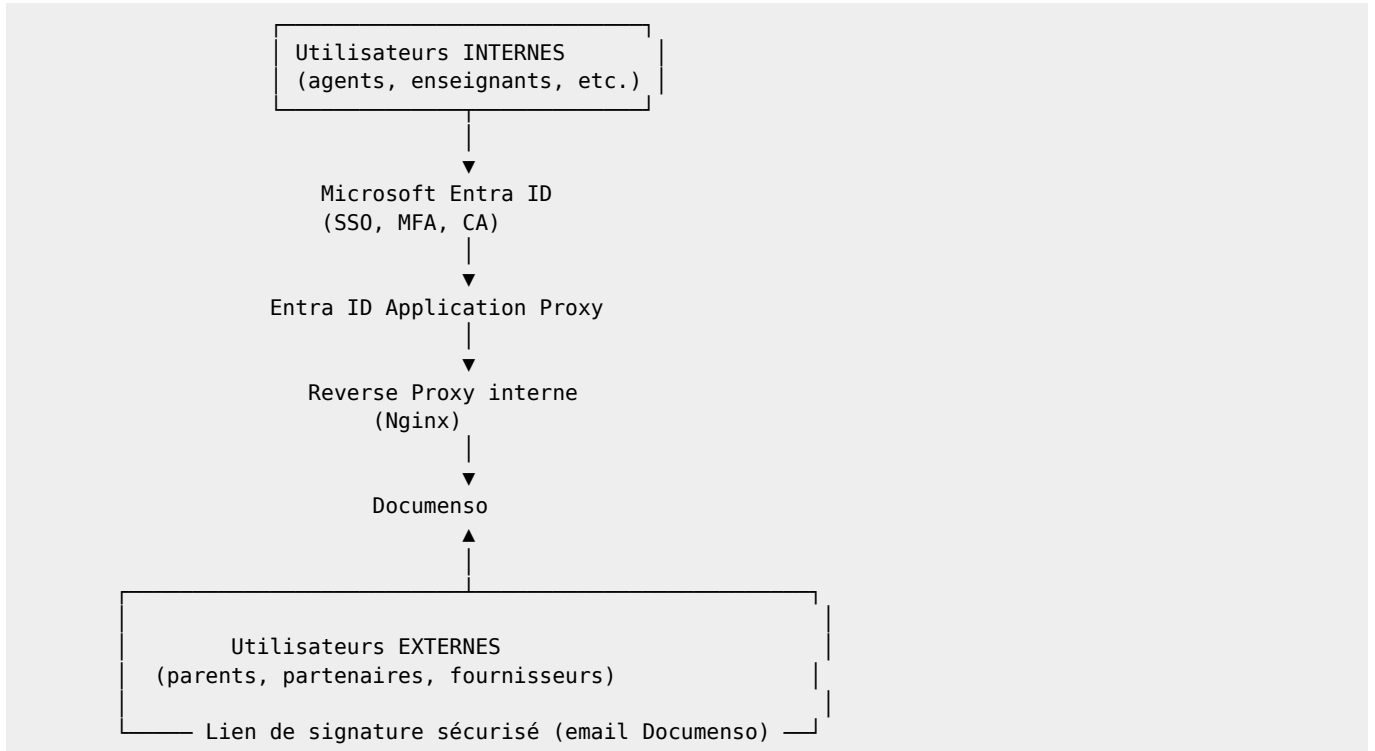 Utilisateurs INTERNES
(agents, enseignants, etc.)
Microsoft Entra ID
(SSO, MFA, CA)
Entra ID Application Proxy
Reverse Proxy interne
(Nginx)
Documenso
Utilisateurs EXTERNES
(parents, partenaires, fournisseurs)
Lien de signature sécurisé (email Documenso)